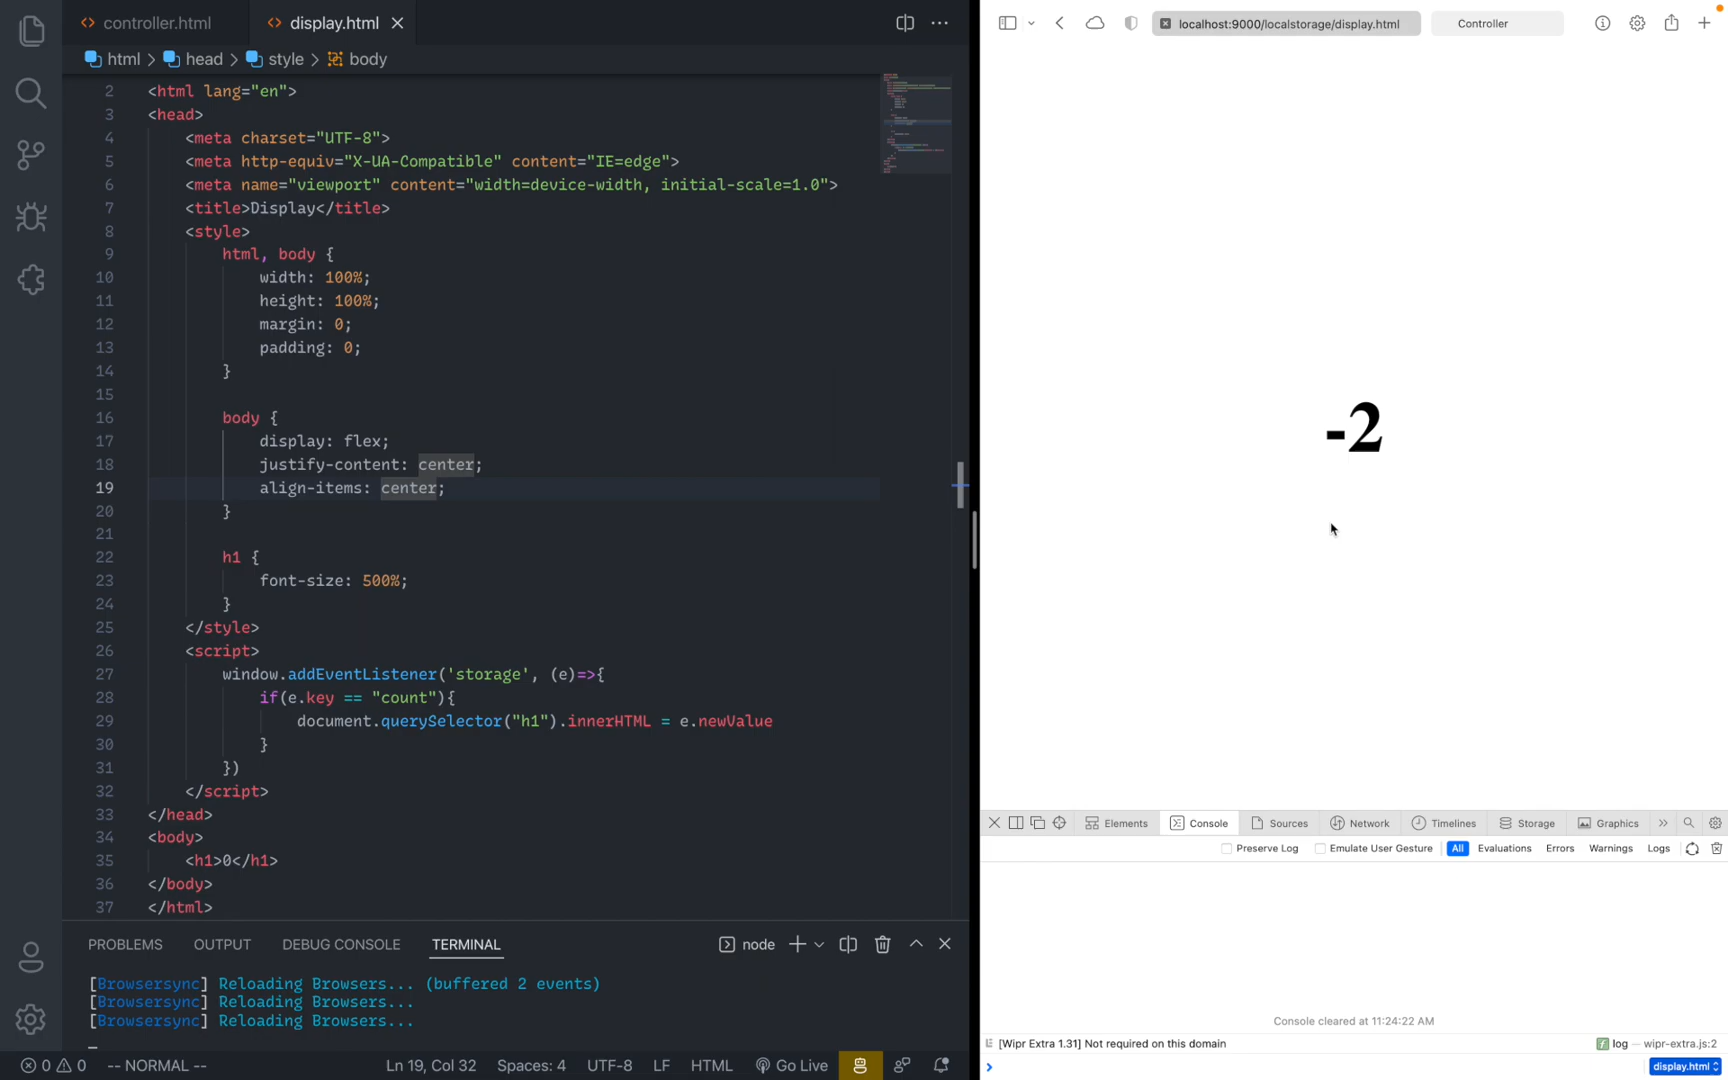 controller.html
display.html
html > head > style > body
2 <html lang="en">
3 <head>
4 <meta charset="UTF-8">
5 <meta http-equiv="X-UA-Compatible" content="IE=edge">
6 <meta name="viewport" content="width=device-width, initial-scale=1.0">
7 <title>Display</title>
8 <style>
9 html, body {
10 width: 100%;
11 height: 100%;
12 margin: 0;
13 padding: 0;
14 }
15
16 body {
17 display: flex;
18 justify-content: center;
19 align-items: center;
20 }
21
22 h1 {
23 font-size: 500%;
24 }
25 </style>
26 <script>
27 window.addEventListener('storage', (e)=>{
28 if(e.key == "count"){
29 document.querySelector("h1").innerHTML = e.newValue
30 }
31 })
32 </script>
33 </head>
34 <body>
35 <h1>0</h1>
36 </body>
37 </html>
PROBLEMS OUTPUT DEBUG CONSOLE TERMINAL node
[Browsersync] Reloading Browsers... (buffered 2 events)
[Browsersync] Reloading Browsers...
[Browsersync] Reloading Browsers...
0 0 -- NORMAL -- Ln 19, Col 32 Spaces: 4 UTF-8 LF HTML Go Live
localhost:9000/localstorage/display.html
Controller
-2
Elements Console Sources Network Timelines Storage Graphics
Preserve Log Emulate User Gesture All Evaluations Errors Warnings Logs
Console cleared at 11:24:22 AM
[Wipr Extra 1.31] Not required on this domain
f log — wipr-extra.js:2
display.html